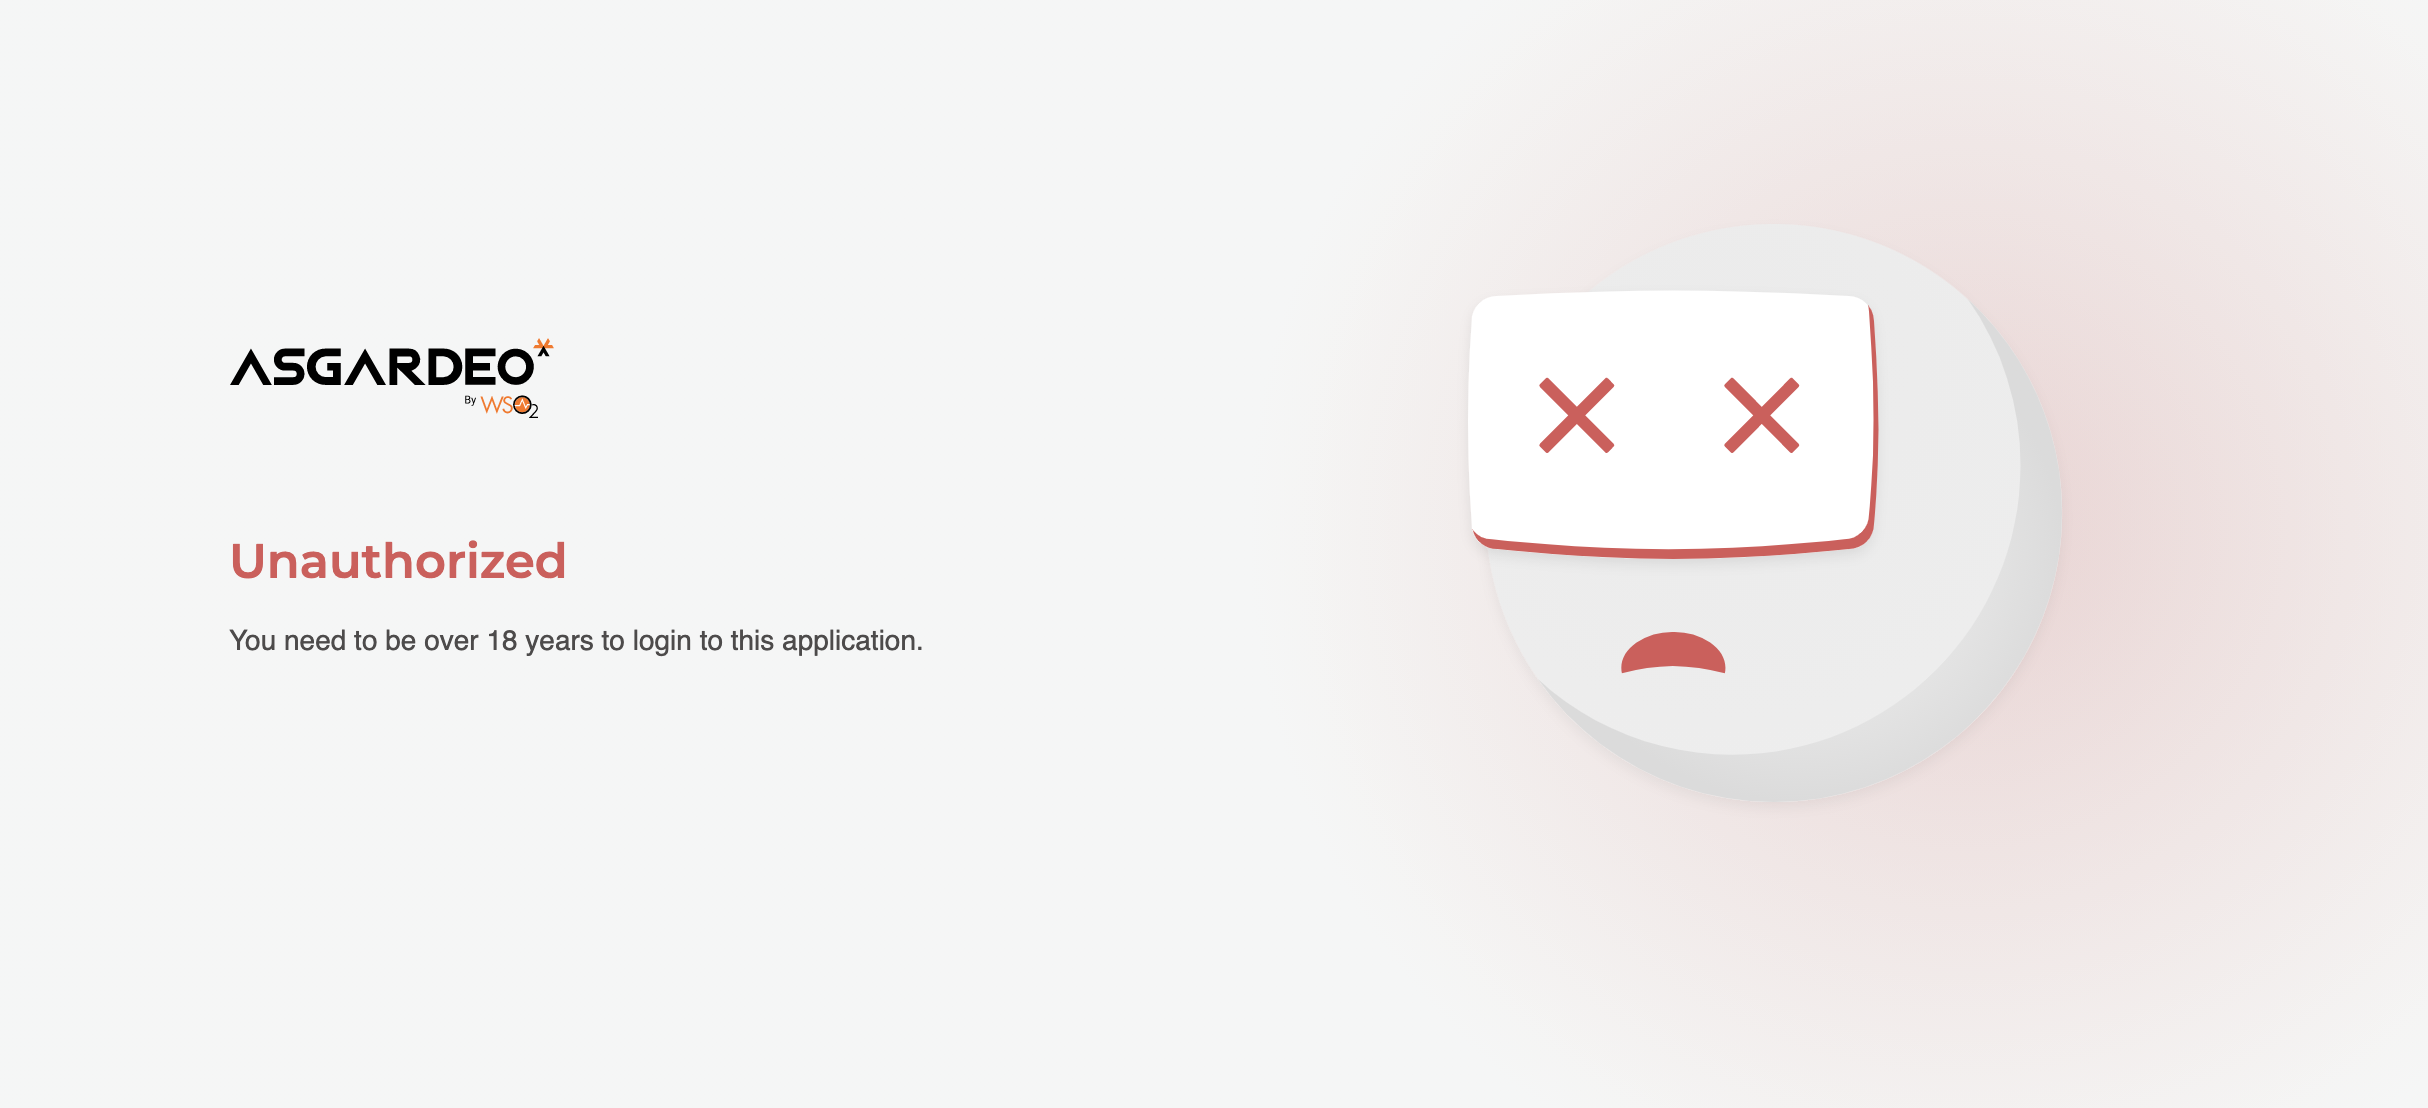 ASGARDEO
By WSO2
Unauthorized
You need to be over 18 years to login to this application.